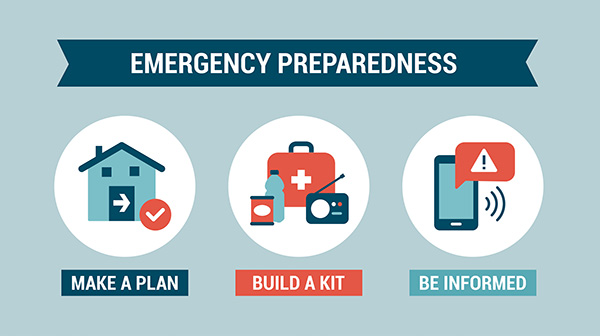 EMERGENCY PREPAREDNESS
MAKE A PLAN
BUILD A KIT
BE INFORMED